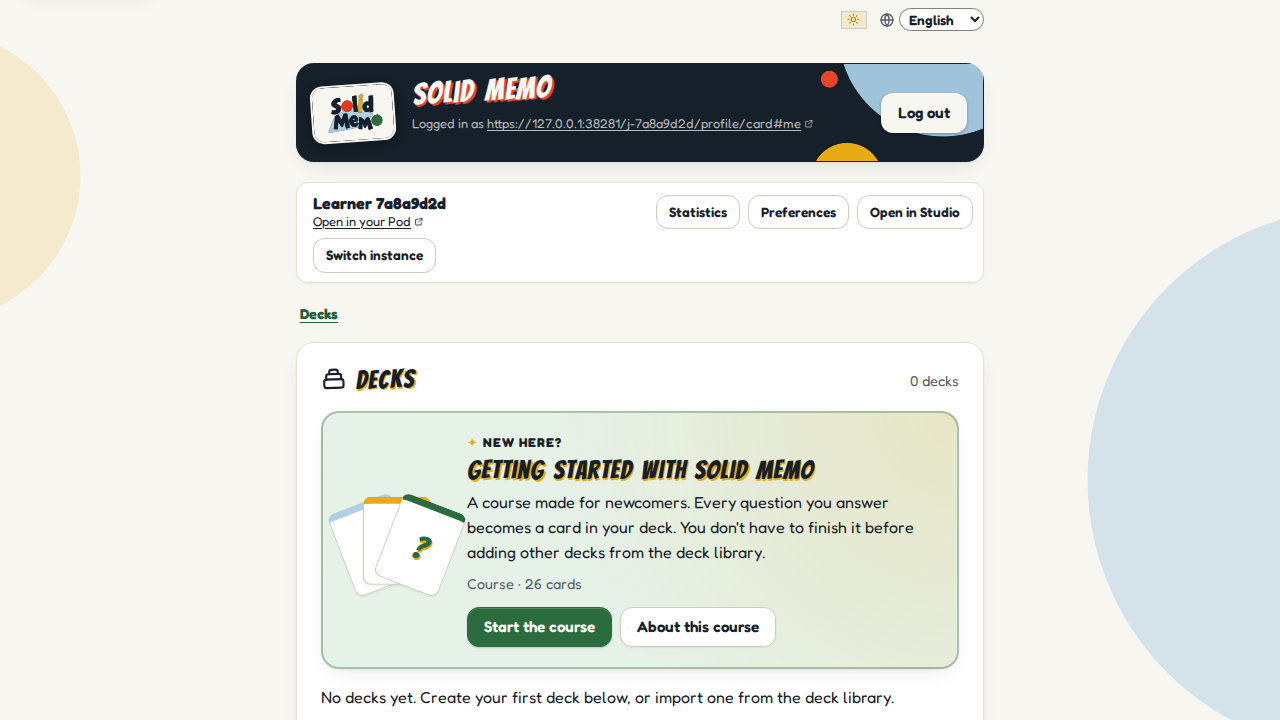 English
Solid Memo
SOLID MEMO
Logged in as https://127.0.0.1:38281/j-7a8a9d2d/profile/card#me
Log out
Learner 7a8a9d2d
Open in your Pod
Statistics
Preferences
Open in Studio
Switch instance
Decks
DECKS
0 decks
NEW HERE?
GETTING STARTED WITH SOLID MEMO
A course made for newcomers. Every question you answer
becomes a card in your deck. You don't have to finish it before
adding other decks from the deck library.
?
Course · 26 cards
Start the course
About this course
No decks yet. Create your first deck below, or import one from the deck library.